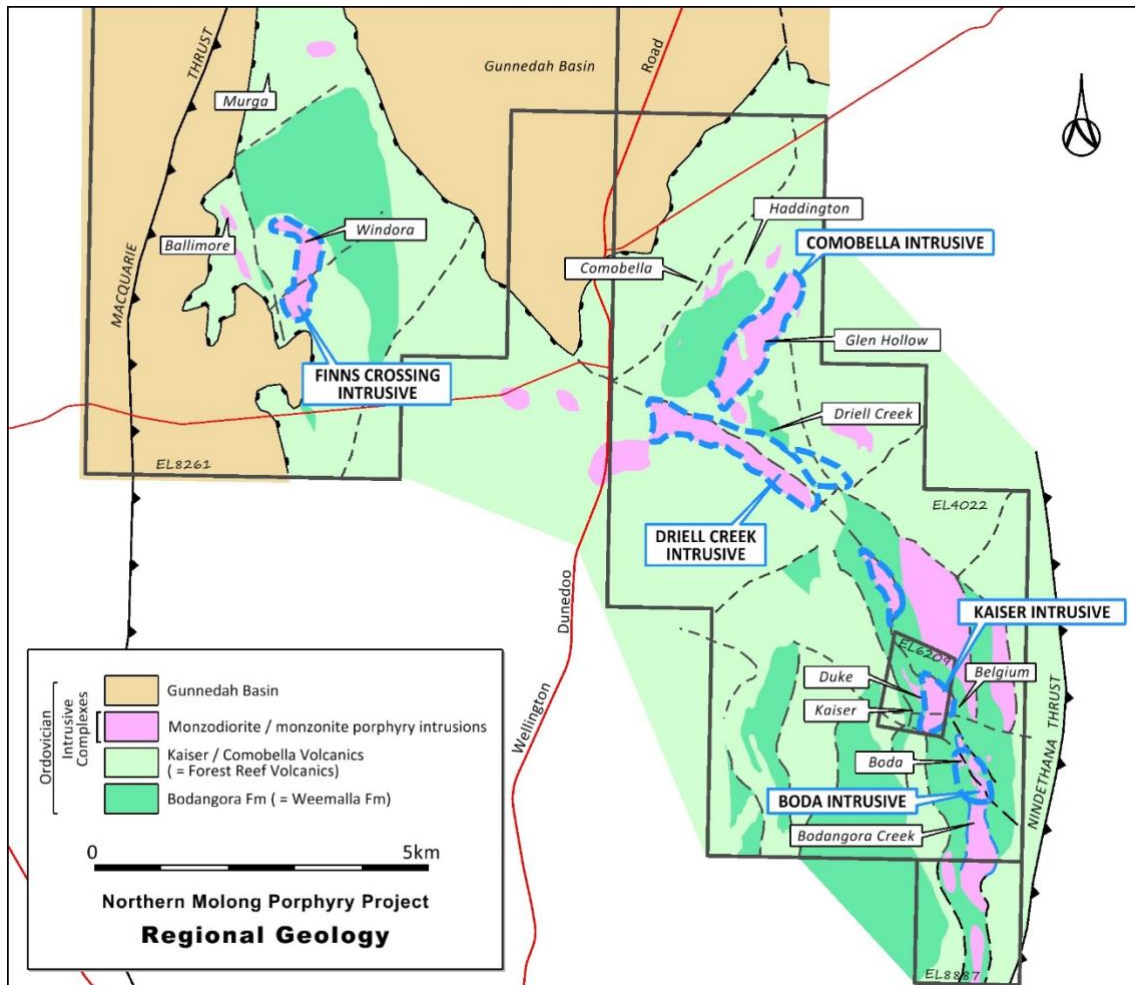 THRUST
Gunnedah Basin
Road
Murga
Haddington
COMOBELLA INTRUSIVE
Windora
Ballimore
Comobella
MACQUARIE
Glen Hollow
FINNS CROSSING
INTRUSIVE
Driell Creek
EL8261
EL4022
DRIELL CREEK
INTRUSIVE
Dunedoo
KAISER INTRUSIVE
EL6209
Duke
Belgium
Kaiser
NINDETHANA THRUST
Wellington
Boda
BODA INTRUSIVE
Bodangora Creek
EL8887
Ordovician
Intrusive
Complexes
Gunnedah Basin
Monzodiorite / monzonite porphyry intrusions
Kaiser / Comobella Volcanics
( = Forest Reef Volcanics)
Bodangora Fm ( = Weemalla Fm)
0 5km
Northern Molong Porphyry Project
Regional Geology